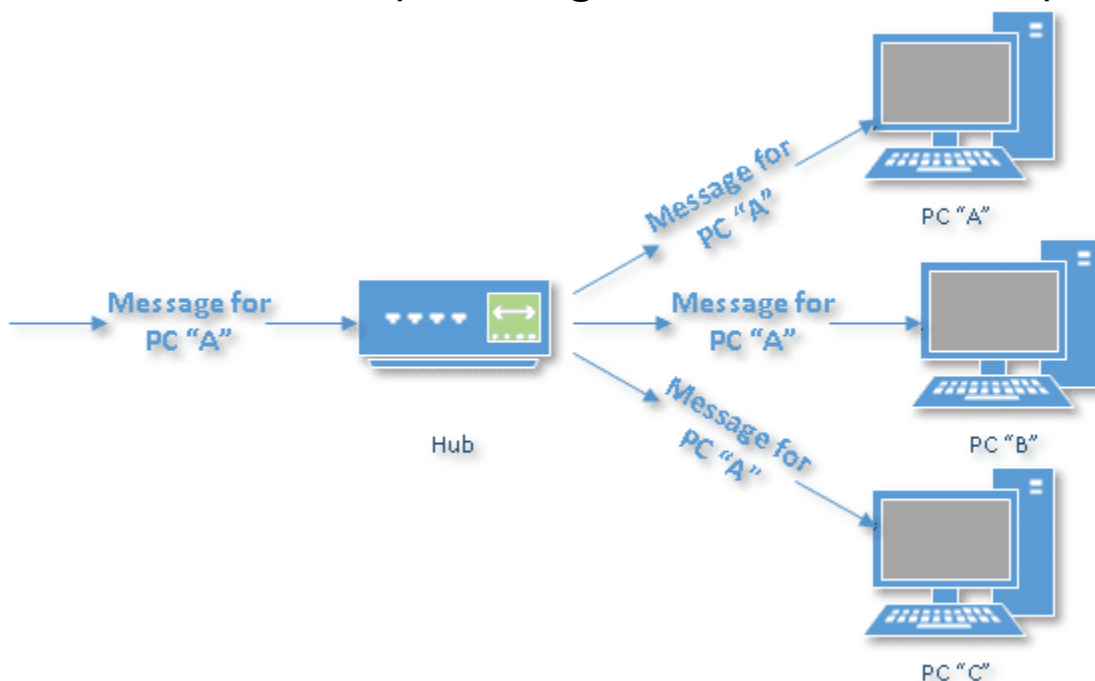 Message for
PC "A"
PC “A”
Message for
PC “A”
Hub
Message for
PC “A”
PC “B”
Message for
PC “A”
PC “C”